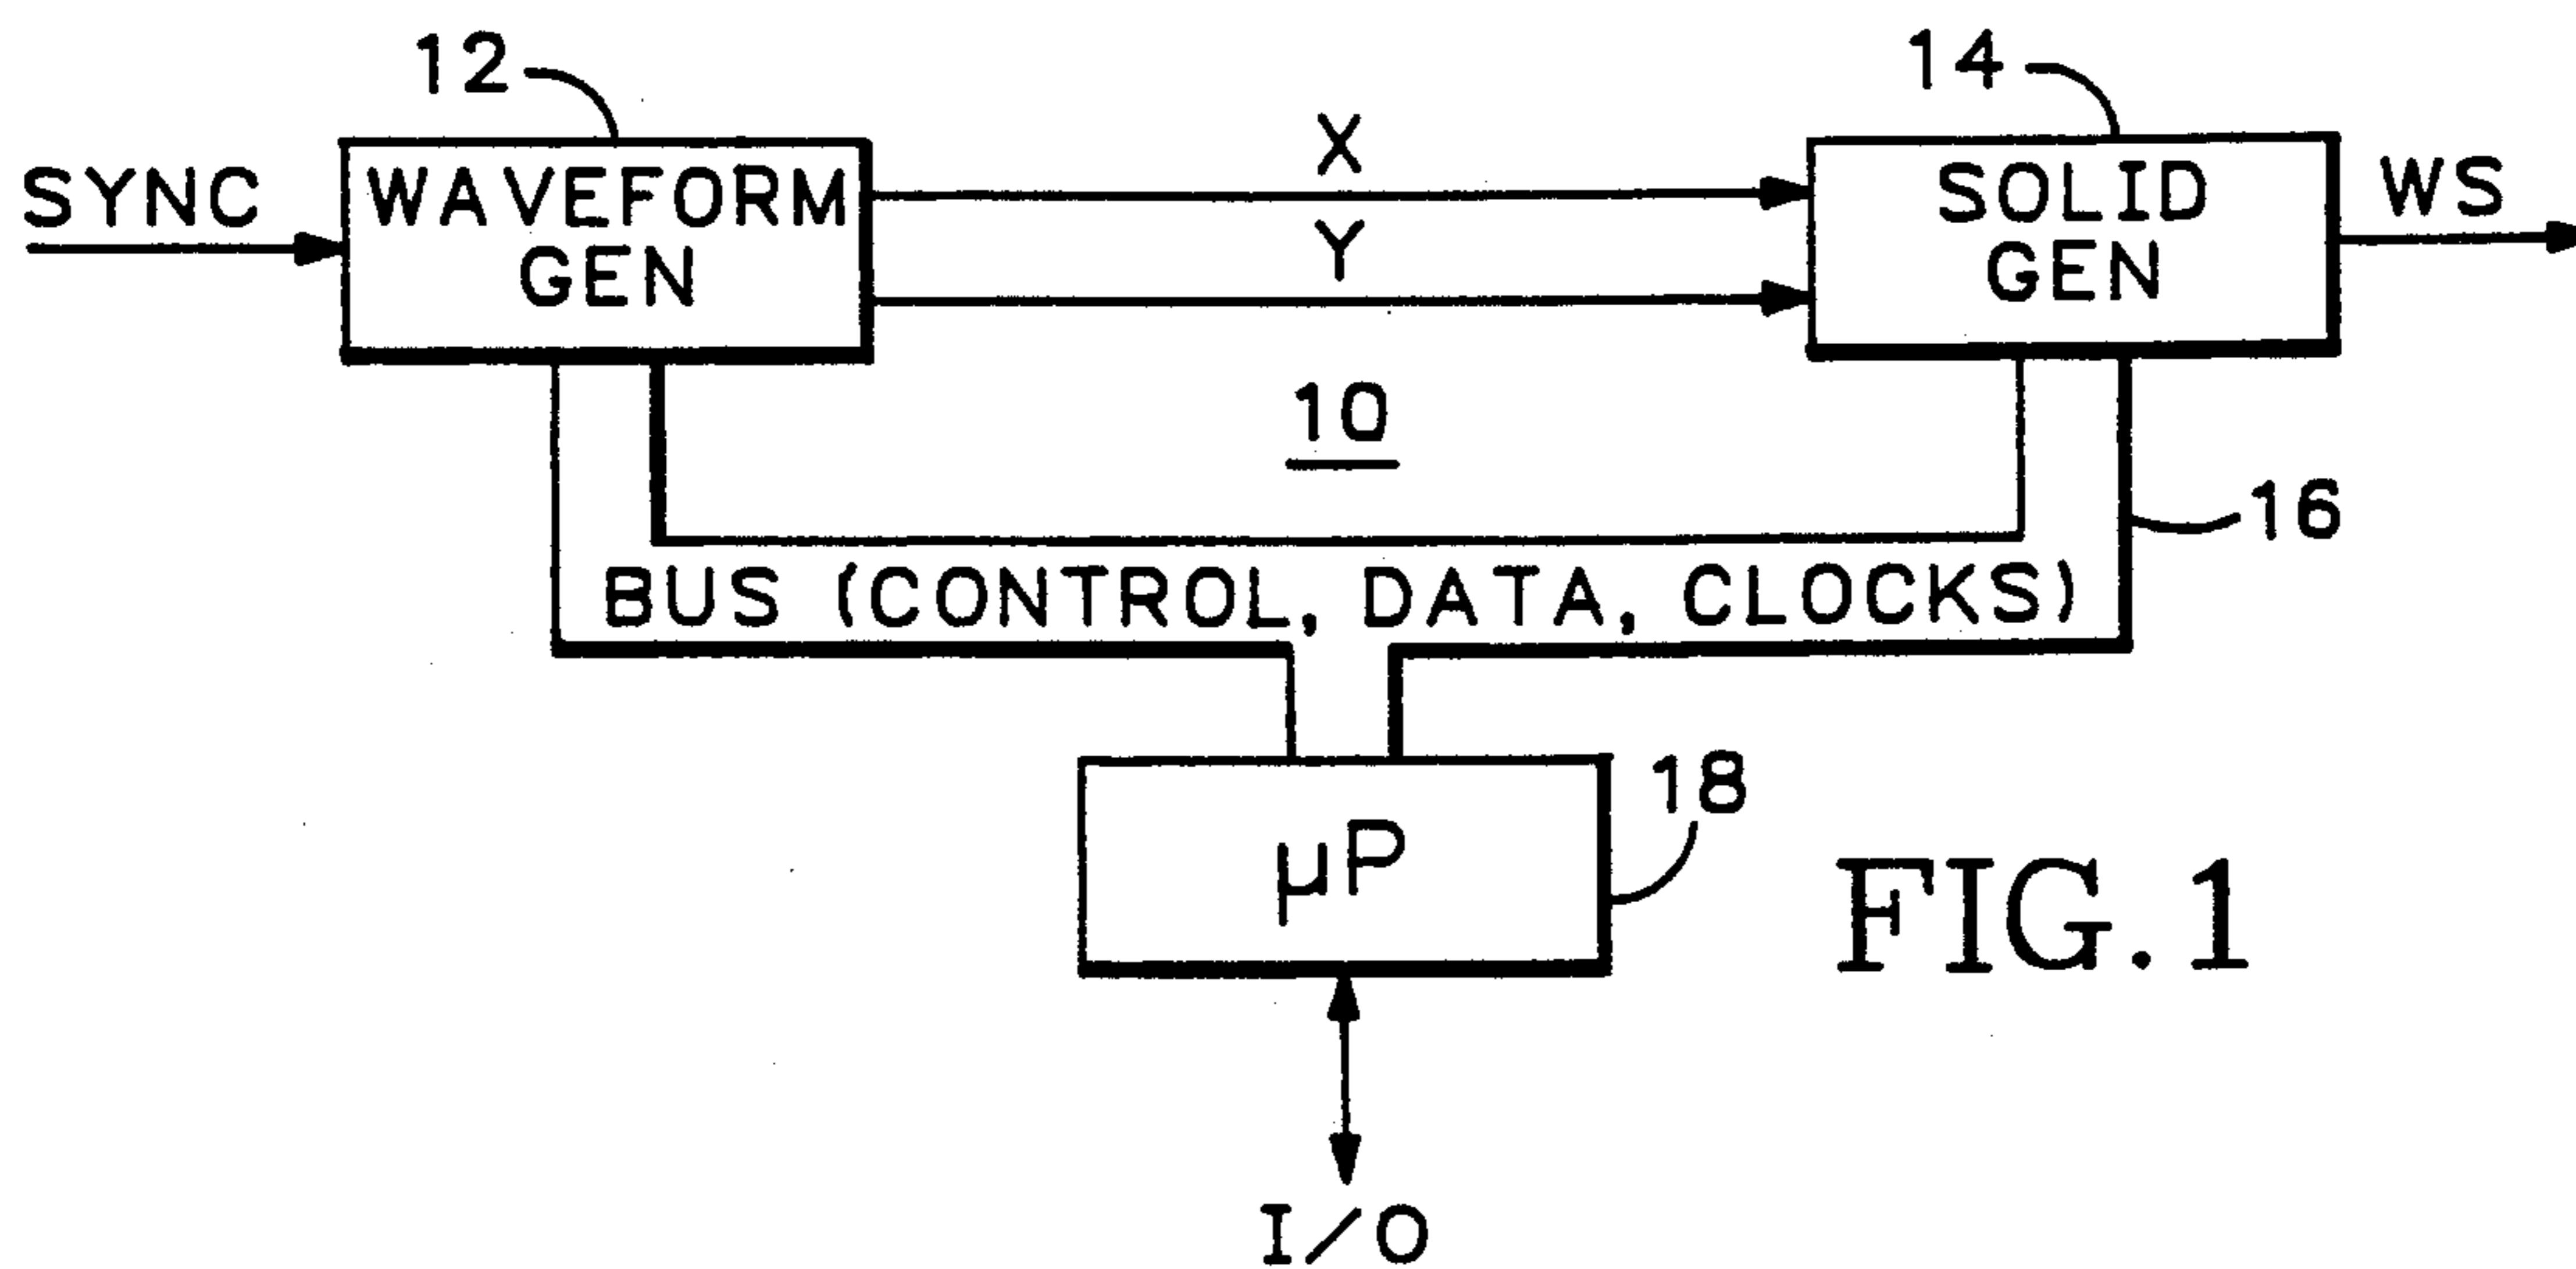 12
14
SYNC
WAVEFORM
GEN
X
Y
SOLID
GEN
WS
10
16
BUS (CONTROL, DATA, CLOCKS)
18
µP
FIG.1
I/O